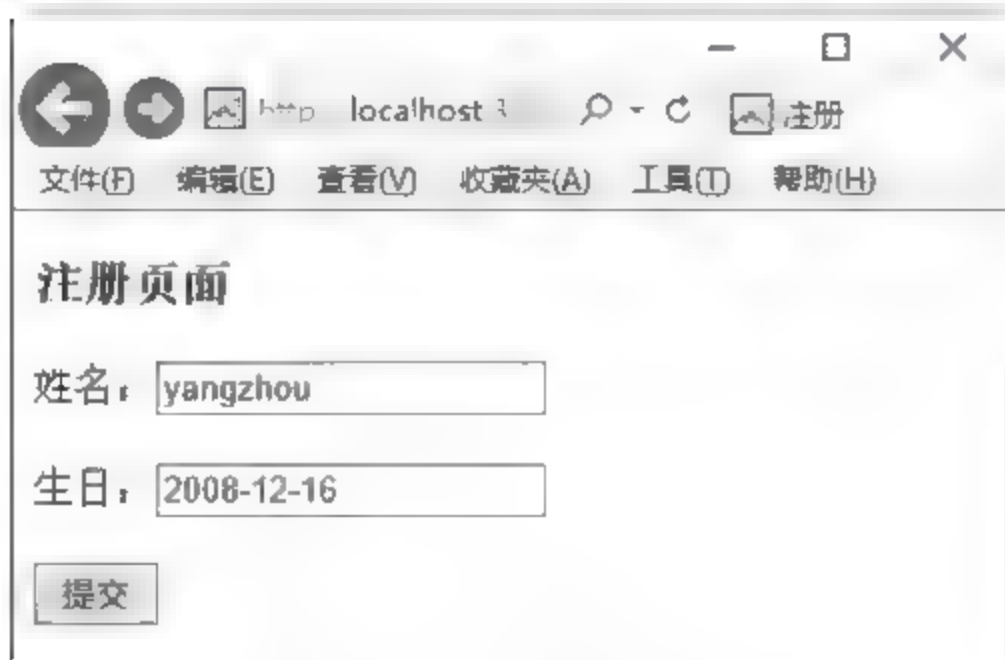 localhost 注册
文件(F) 编辑(E) 查看(V) 收藏夹(A) 工具(T) 帮助(H)
注册页面
姓名: yangzhou
生日: 2008-12-16
提交